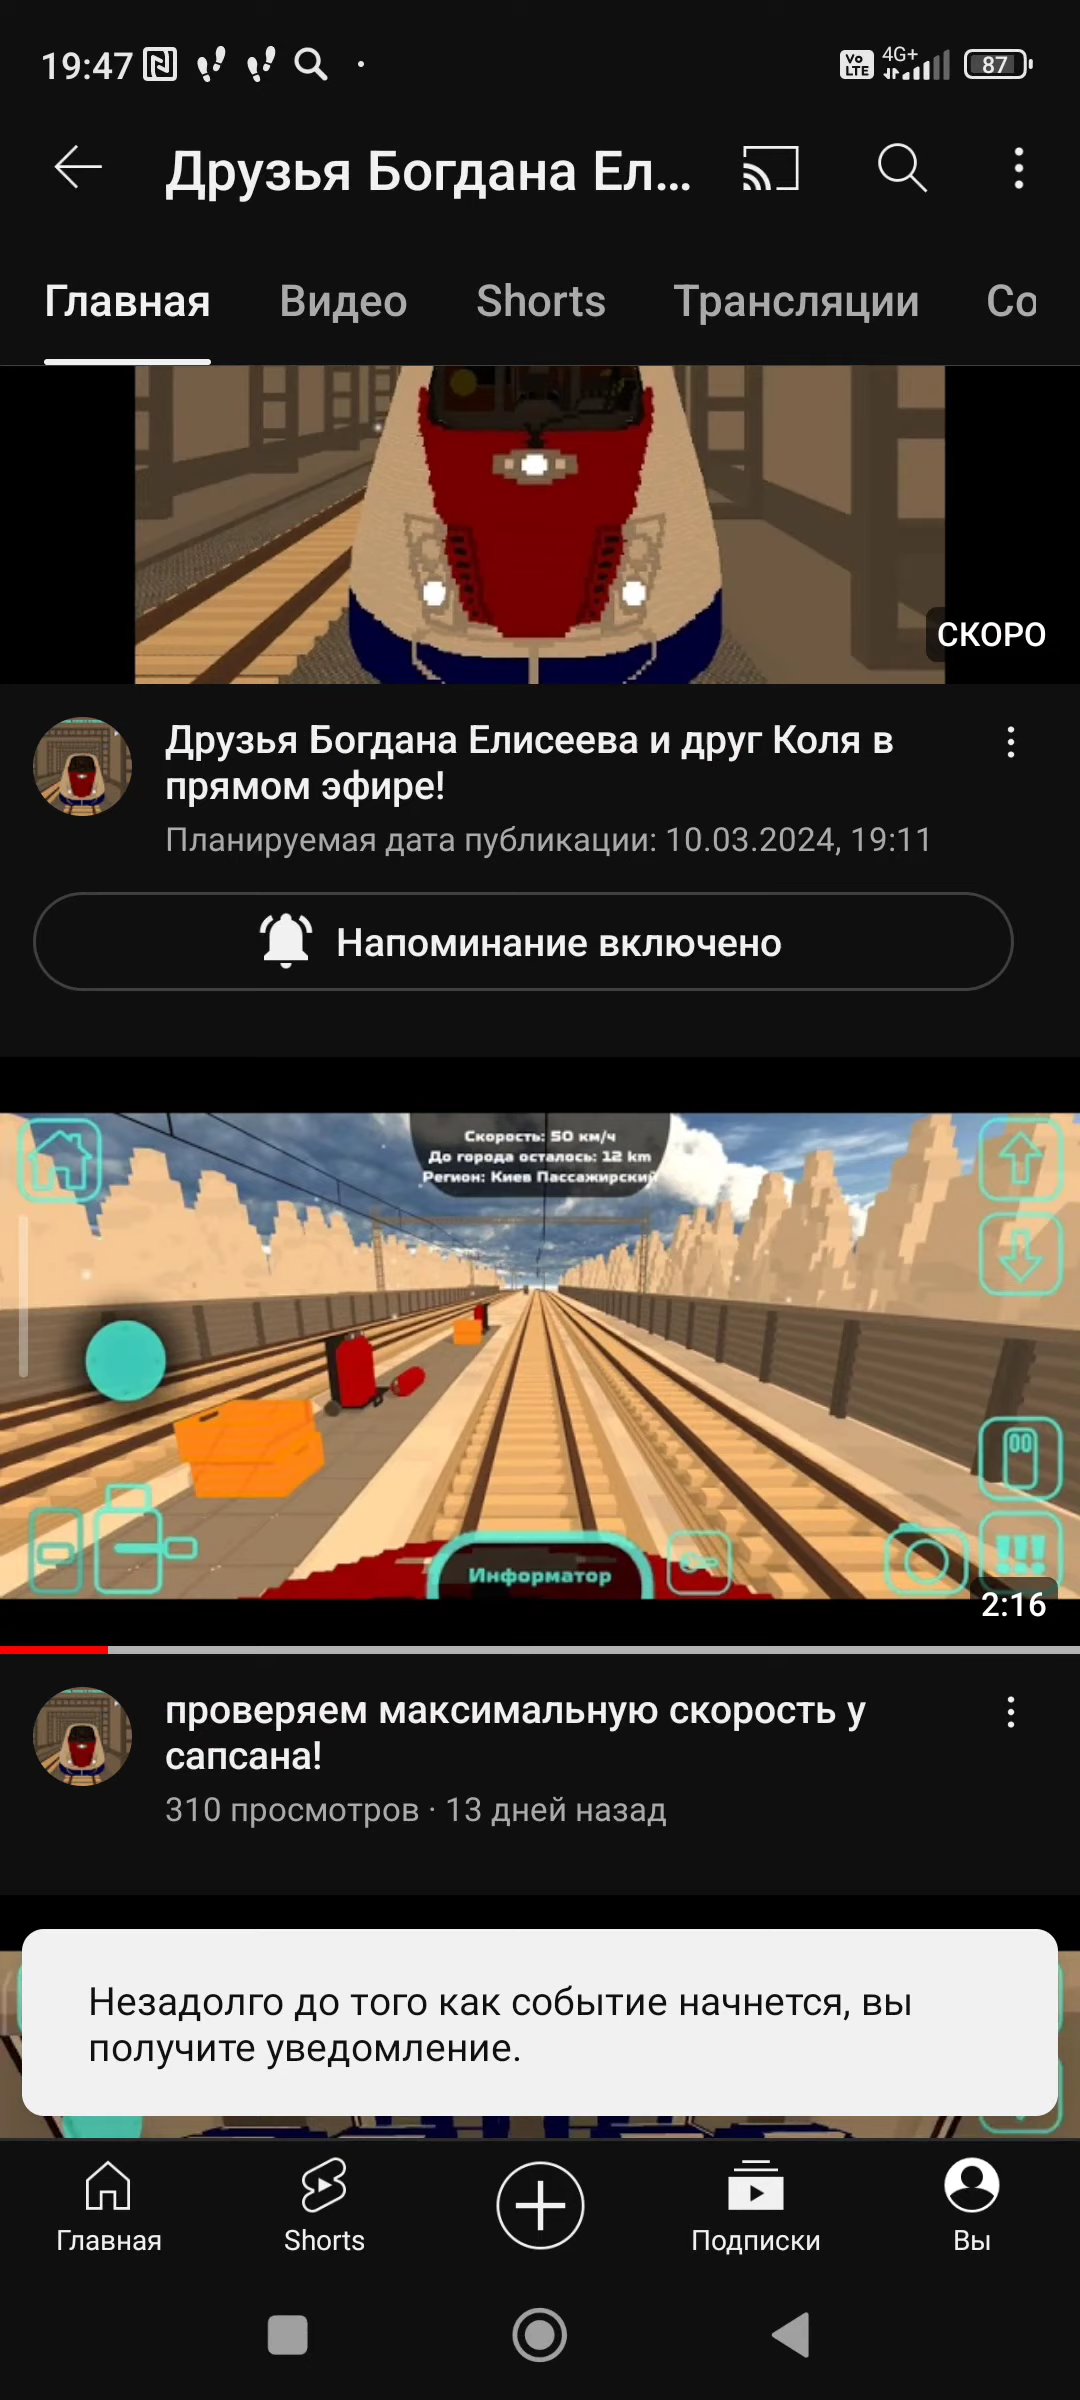 19:47
Vo LTE 4G+ 87
Друзья Богдана Ел...
Главная Видео Shorts Трансляции Со
СКОРО
Друзья Богдана Елисеева и друг Коля в
прямом эфире!
Планируемая дата публикации: 10.03.2024, 19:11
Напоминание включено
Скорость: 50 км/ч
До города осталось: 12 km
Регион: Киев Пассажирский
00
!!!
Информатор
2:16
проверяем максимальную скорость у
сапсана!
310 просмотров · 13 дней назад
Незадолго до того как событие начнется, вы
получите уведомление.
Главная Shorts Подписки Вы